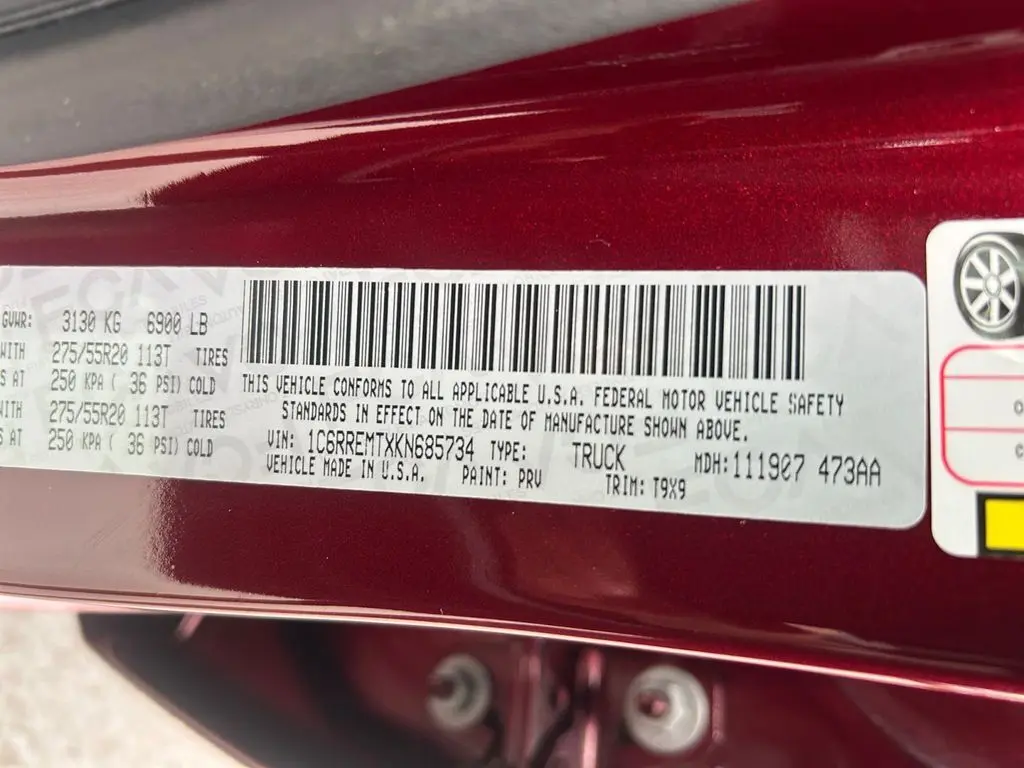 GVWR: 3130 KG 6900 LB
WITH 275/55R20 113T TIRES
S AT 250 KPA ( 36 PSI) COLD
WITH 275/55R20 113T TIRES
S AT 250 KPA ( 36 PSI) COLD
THIS VEHICLE CONFORMS TO ALL APPLICABLE U.S.A. FEDERAL MOTOR VEHICLE SAFETY
STANDARDS IN EFFECT ON THE DATE OF MANUFACTURE SHOWN ABOVE.
VIN: 1C6RREMTXKN685734 TYPE: TRUCK MDH:111907 473AA
VEHICLE MADE IN U.S.A. PAINT: PRV TRIM: T9X9
O
C